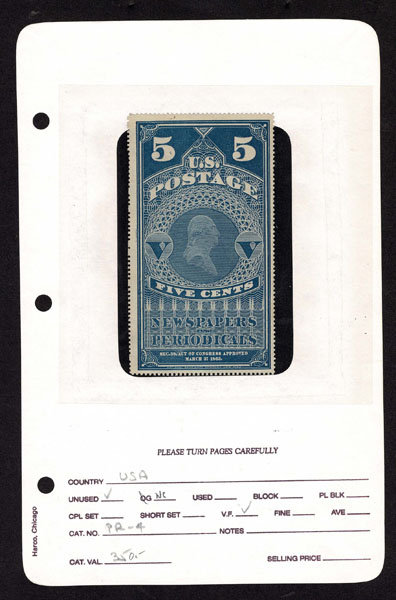 5 5
U.S.
POSTAGE
V V
FIVE CENTS
NEWSPAPERS
PERIODICALS
SEC. 38, ACT OF CONGRESS APPROVED
MARCH 3? 1863.
PLEASE TURN PAGES CAREFULLY
COUNTRY USA
UNUSED ✓ OG NG USED BLOCK PL BLK
CPL SET SHORT SET V.F. ✓ FINE AVE
CAT. NO. PR-4 NOTES
CAT. VAL. 350.- SELLING PRICE
Harco, Chicago